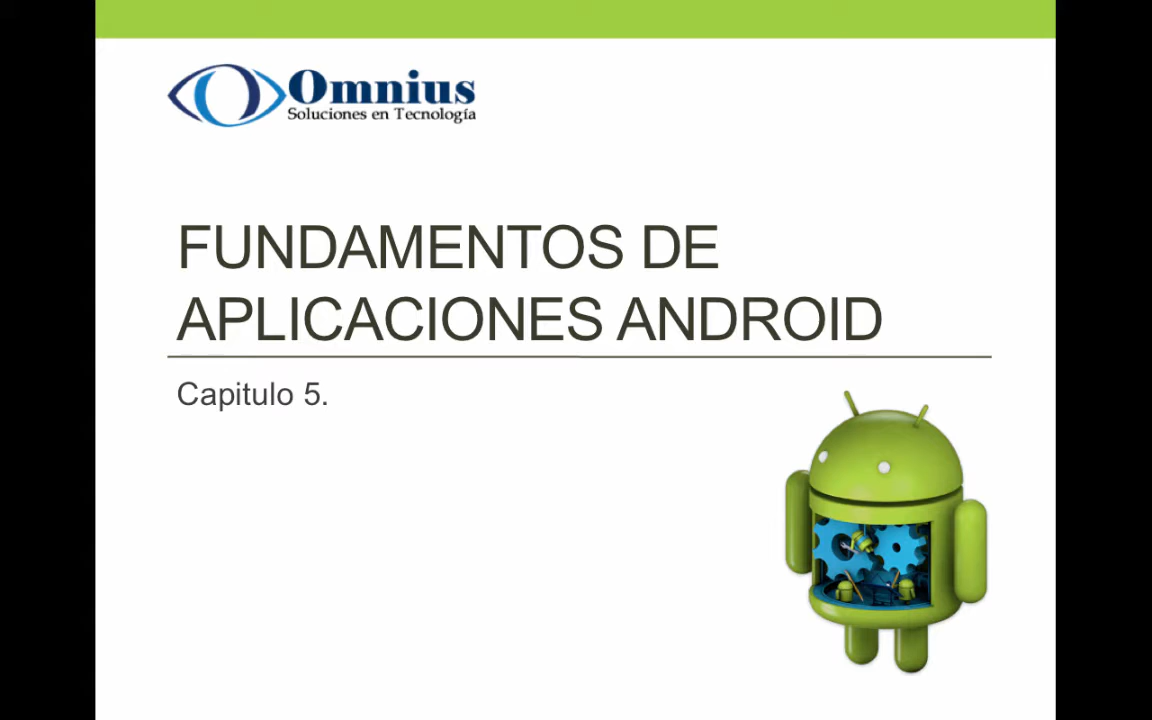 Omnius
Soluciones en Tecnología
FUNDAMENTOS DE
APLICACIONES ANDROID
Capitulo 5.